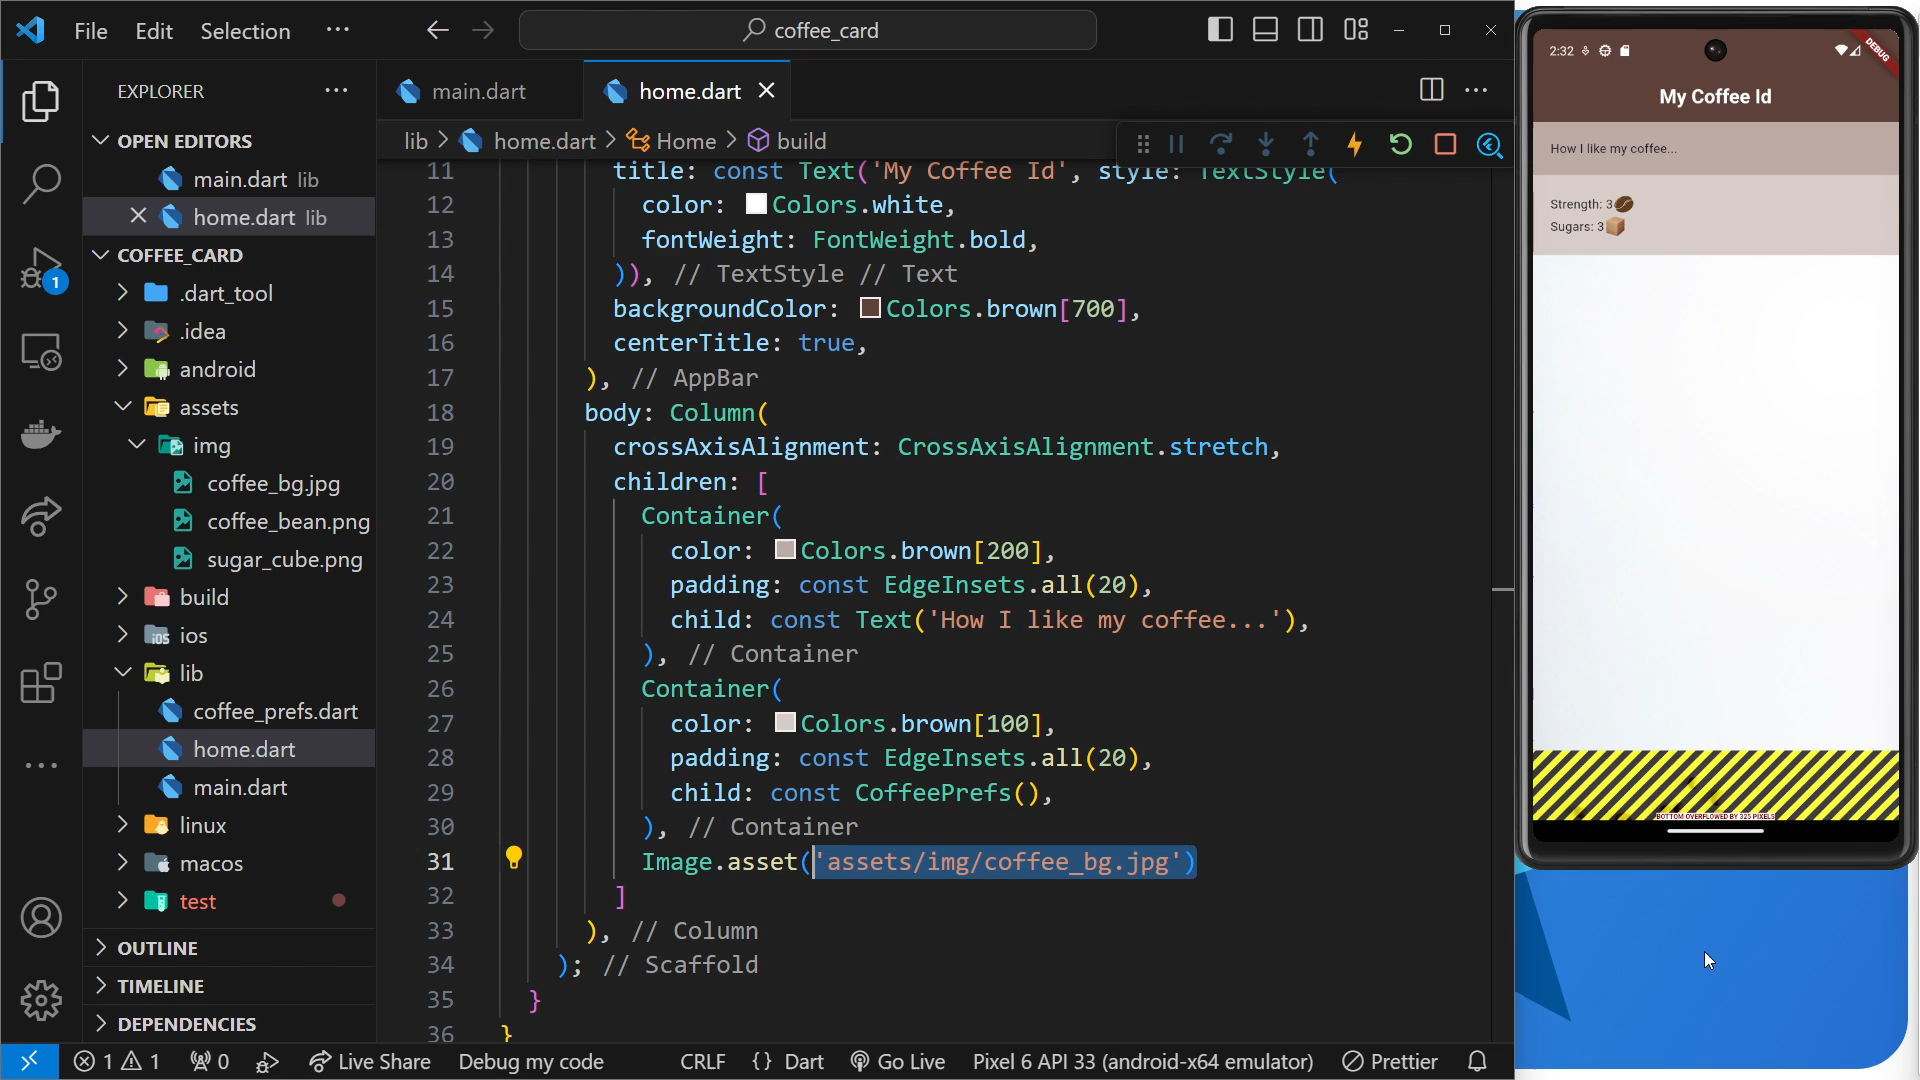 File Edit Selection ···
coffee_card
EXPLORER
OPEN EDITORS
main.dart lib
home.dart lib
COFFEE_CARD
.dart_tool
.idea
android
assets
img
coffee_bg.jpg
coffee_bean.png
sugar_cube.png
build
ios
lib
coffee_prefs.dart
home.dart
main.dart
linux
macos
test
OUTLINE
TIMELINE
DEPENDENCIES
1
main.dart
home.dart
lib > home.dart > Home > build
11 title: const Text('My Coffee Id', style: TextStyle(
12 color: Colors.white,
13 fontWeight: FontWeight.bold,
14 )), // TextStyle // Text
15 backgroundColor: Colors.brown[700],
16 centerTitle: true,
17 ), // AppBar
18 body: Column(
19 crossAxisAlignment: CrossAxisAlignment.stretch,
20 children: [
21 Container(
22 color: Colors.brown[200],
23 padding: const EdgeInsets.all(20),
24 child: const Text('How I like my coffee...'),
25 ), // Container
26 Container(
27 color: Colors.brown[100],
28 padding: const EdgeInsets.all(20),
29 child: const CoffeePrefs(),
30 ), // Container
31 Image.asset('assets/img/coffee_bg.jpg')
32 ]
33 ), // Column
34 ); // Scaffold
35 }
36 }
1 1 0 Live Share Debug my code CRLF {} Dart Go Live Pixel 6 API 33 (android-x64 emulator) Prettier
2:32
DEBUG
My Coffee Id
How I like my coffee...
Strength: 3
Sugars: 3
BOTTOM OVERFLOWED BY 325 PIXELS